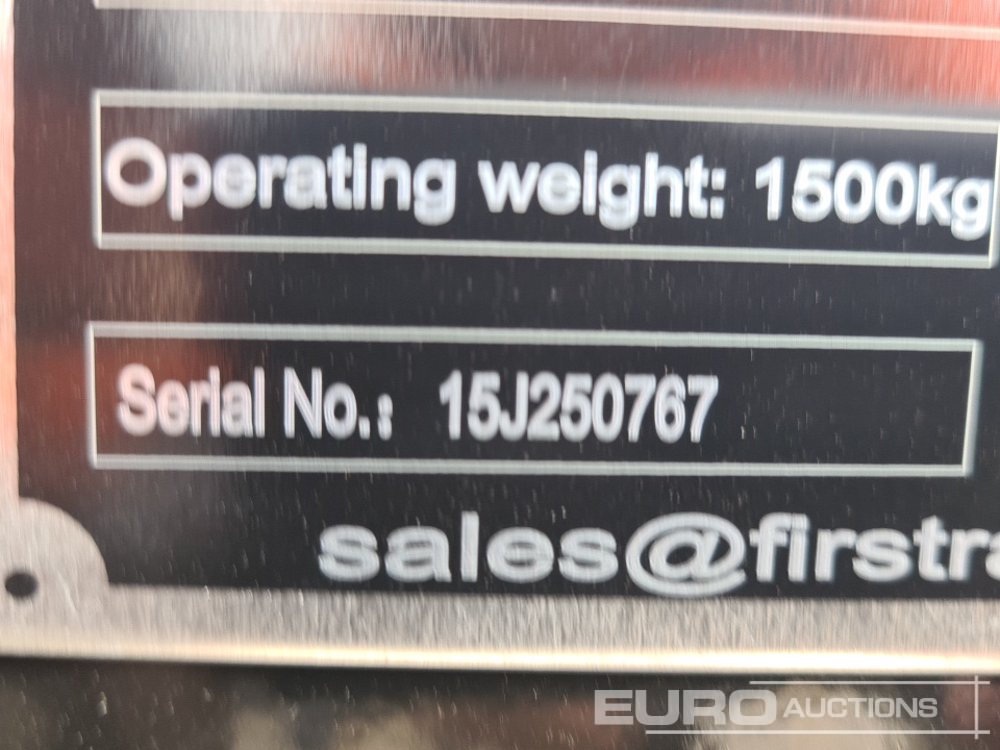 Operating weight: 1500kg
Serial No.: 15J250767
sales@firstra
EURO AUCTIONS